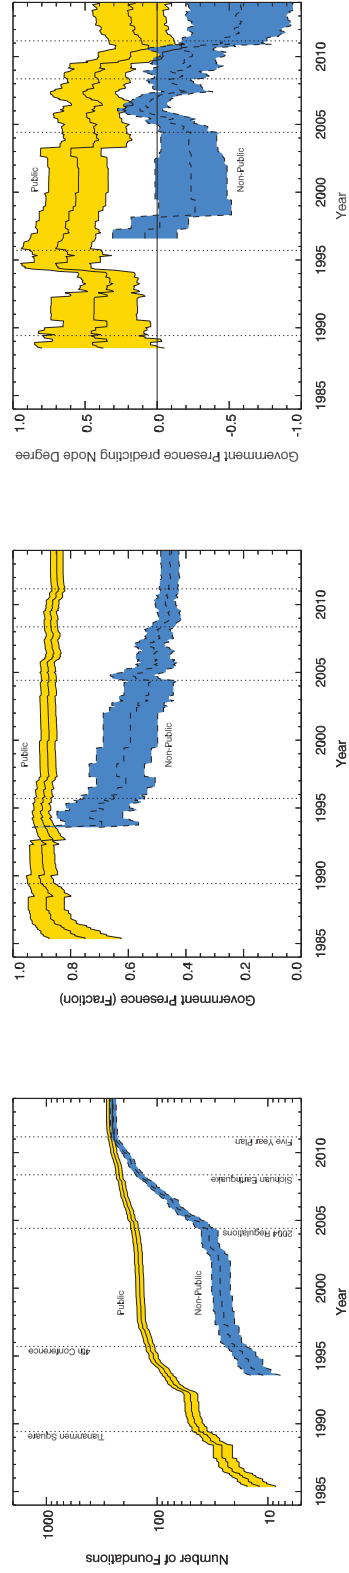 1000
100
10
Number of Foundations
Tiananmen Square
4th Conference
2004 Regulations
Sichuan Earthquake
Five Year Plan
Public
Non-Public
1985 1990 1995 2000 2005 2010
Year
1.0
0.8
0.6
0.4
0.2
0.0
Government Presence (Fraction)
Public
Non-Public
1985 1990 1995 2000 2005 2010
Year
1.0
0.5
0.0
-0.5
-1.0
Government Presence predicting Node Degree
Public
Non-Public
1985 1990 1995 2000 2005 2010
Year